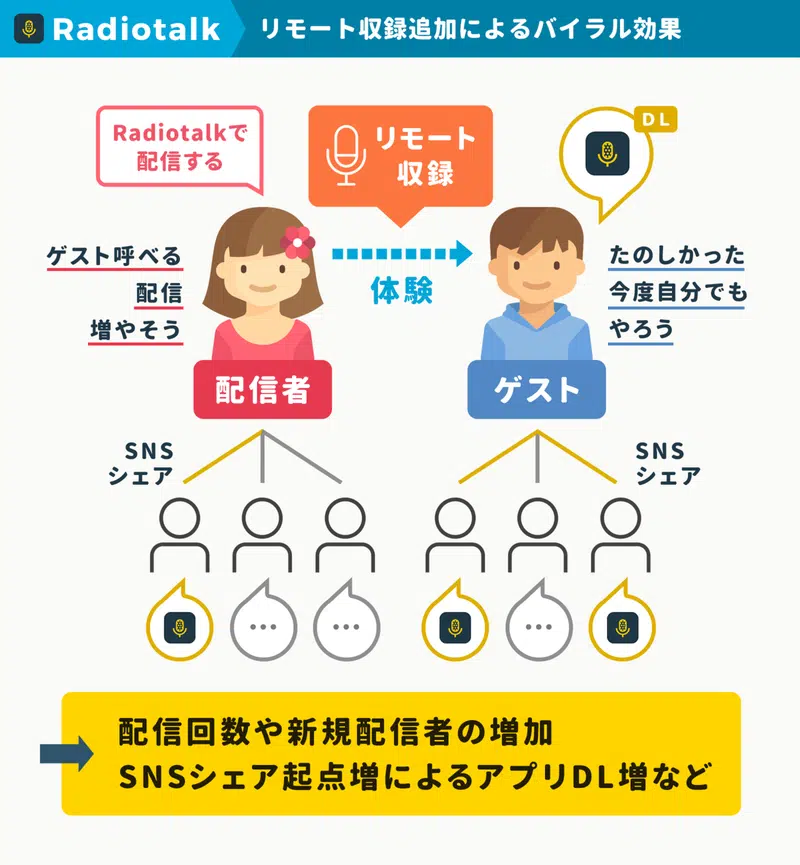 Radiotalk リモート収録追加によるバイラル効果
Radiotalkで
配信する
リモート
収録
DL
ゲスト呼べる
配信
増やそう
体験
たのしかった
今度自分でも
やろう
配信者
ゲスト
SNS
シェア
SNS
シェア
配信回数や新規配信者の増加
SNSシェア起点増によるアプリDL増など